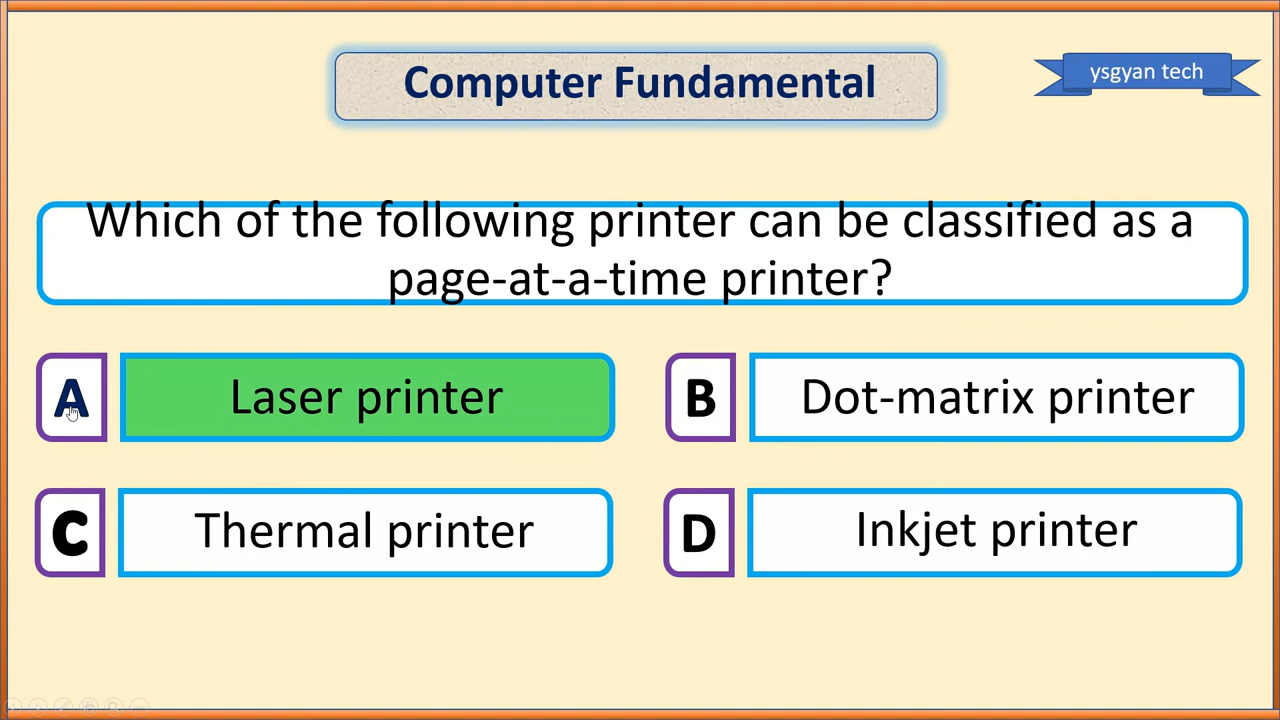 Computer Fundamental
ysgyan tech
Which of the following printer can be classified as a
page-at-a-time printer?
A Laser printer
B Dot-matrix printer
C Thermal printer
D Inkjet printer